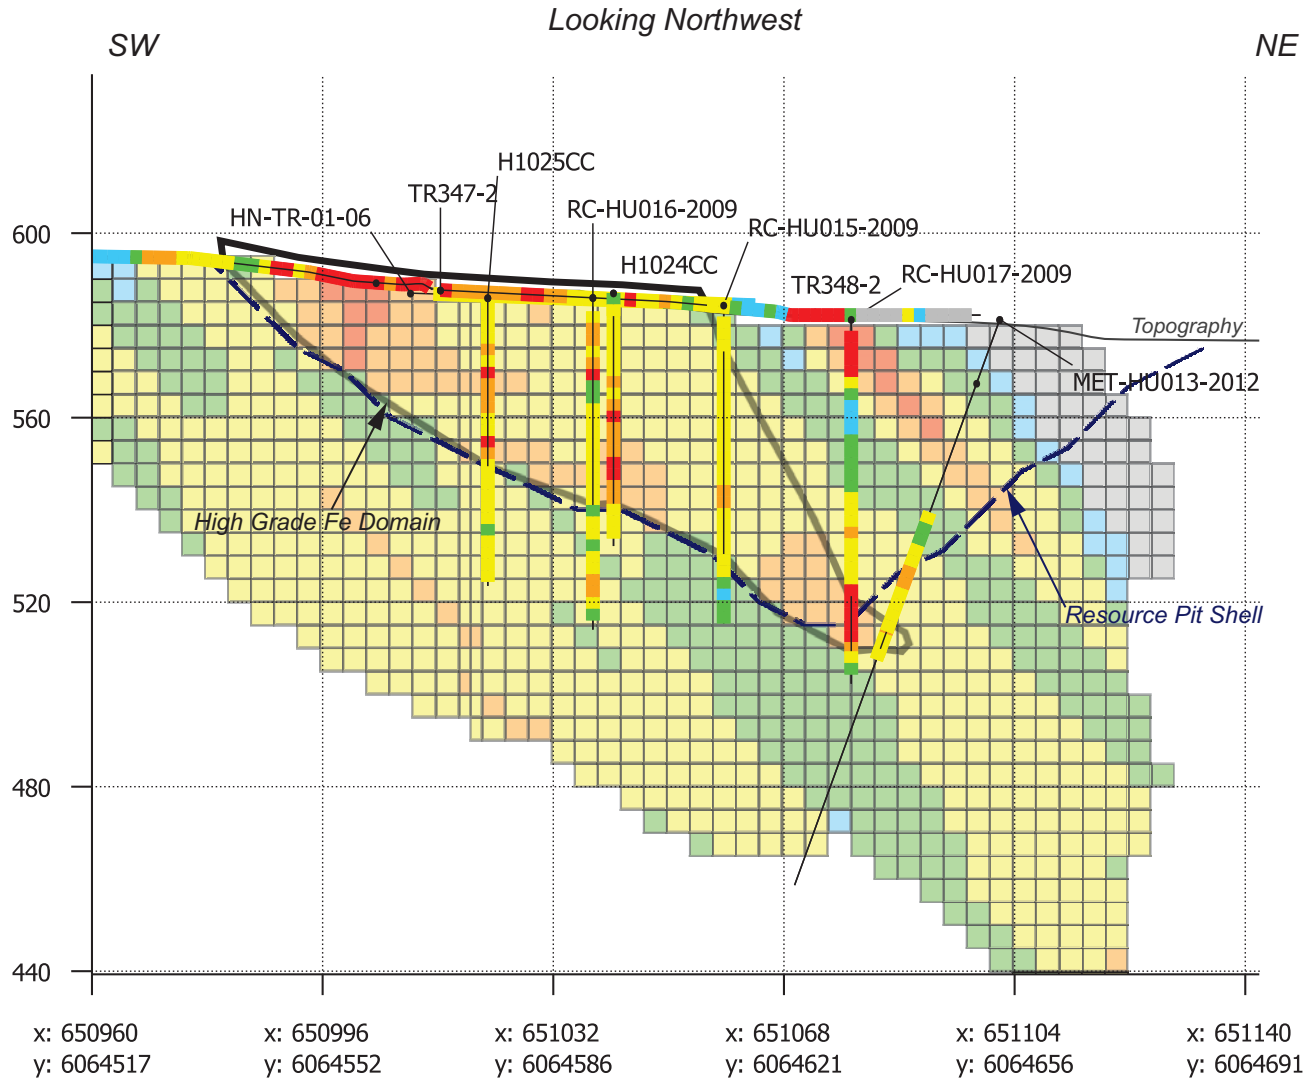 Looking Northwest
SW
NE
H1025CC
TR347-2
HN-TR-01-06
RC-HU016-2009
RC-HU015-2009
600
H1024CC
TR348-2
RC-HU017-2009
Topography
MET-HU013-2012
560
High Grade Fe Domain
520
Resource Pit Shell
480
440
x: 650960
y: 6064517
x: 650996
y: 6064552
x: 651032
y: 6064586
x: 651068
y: 6064621
x: 651104
y: 6064656
x: 651140
y: 6064691